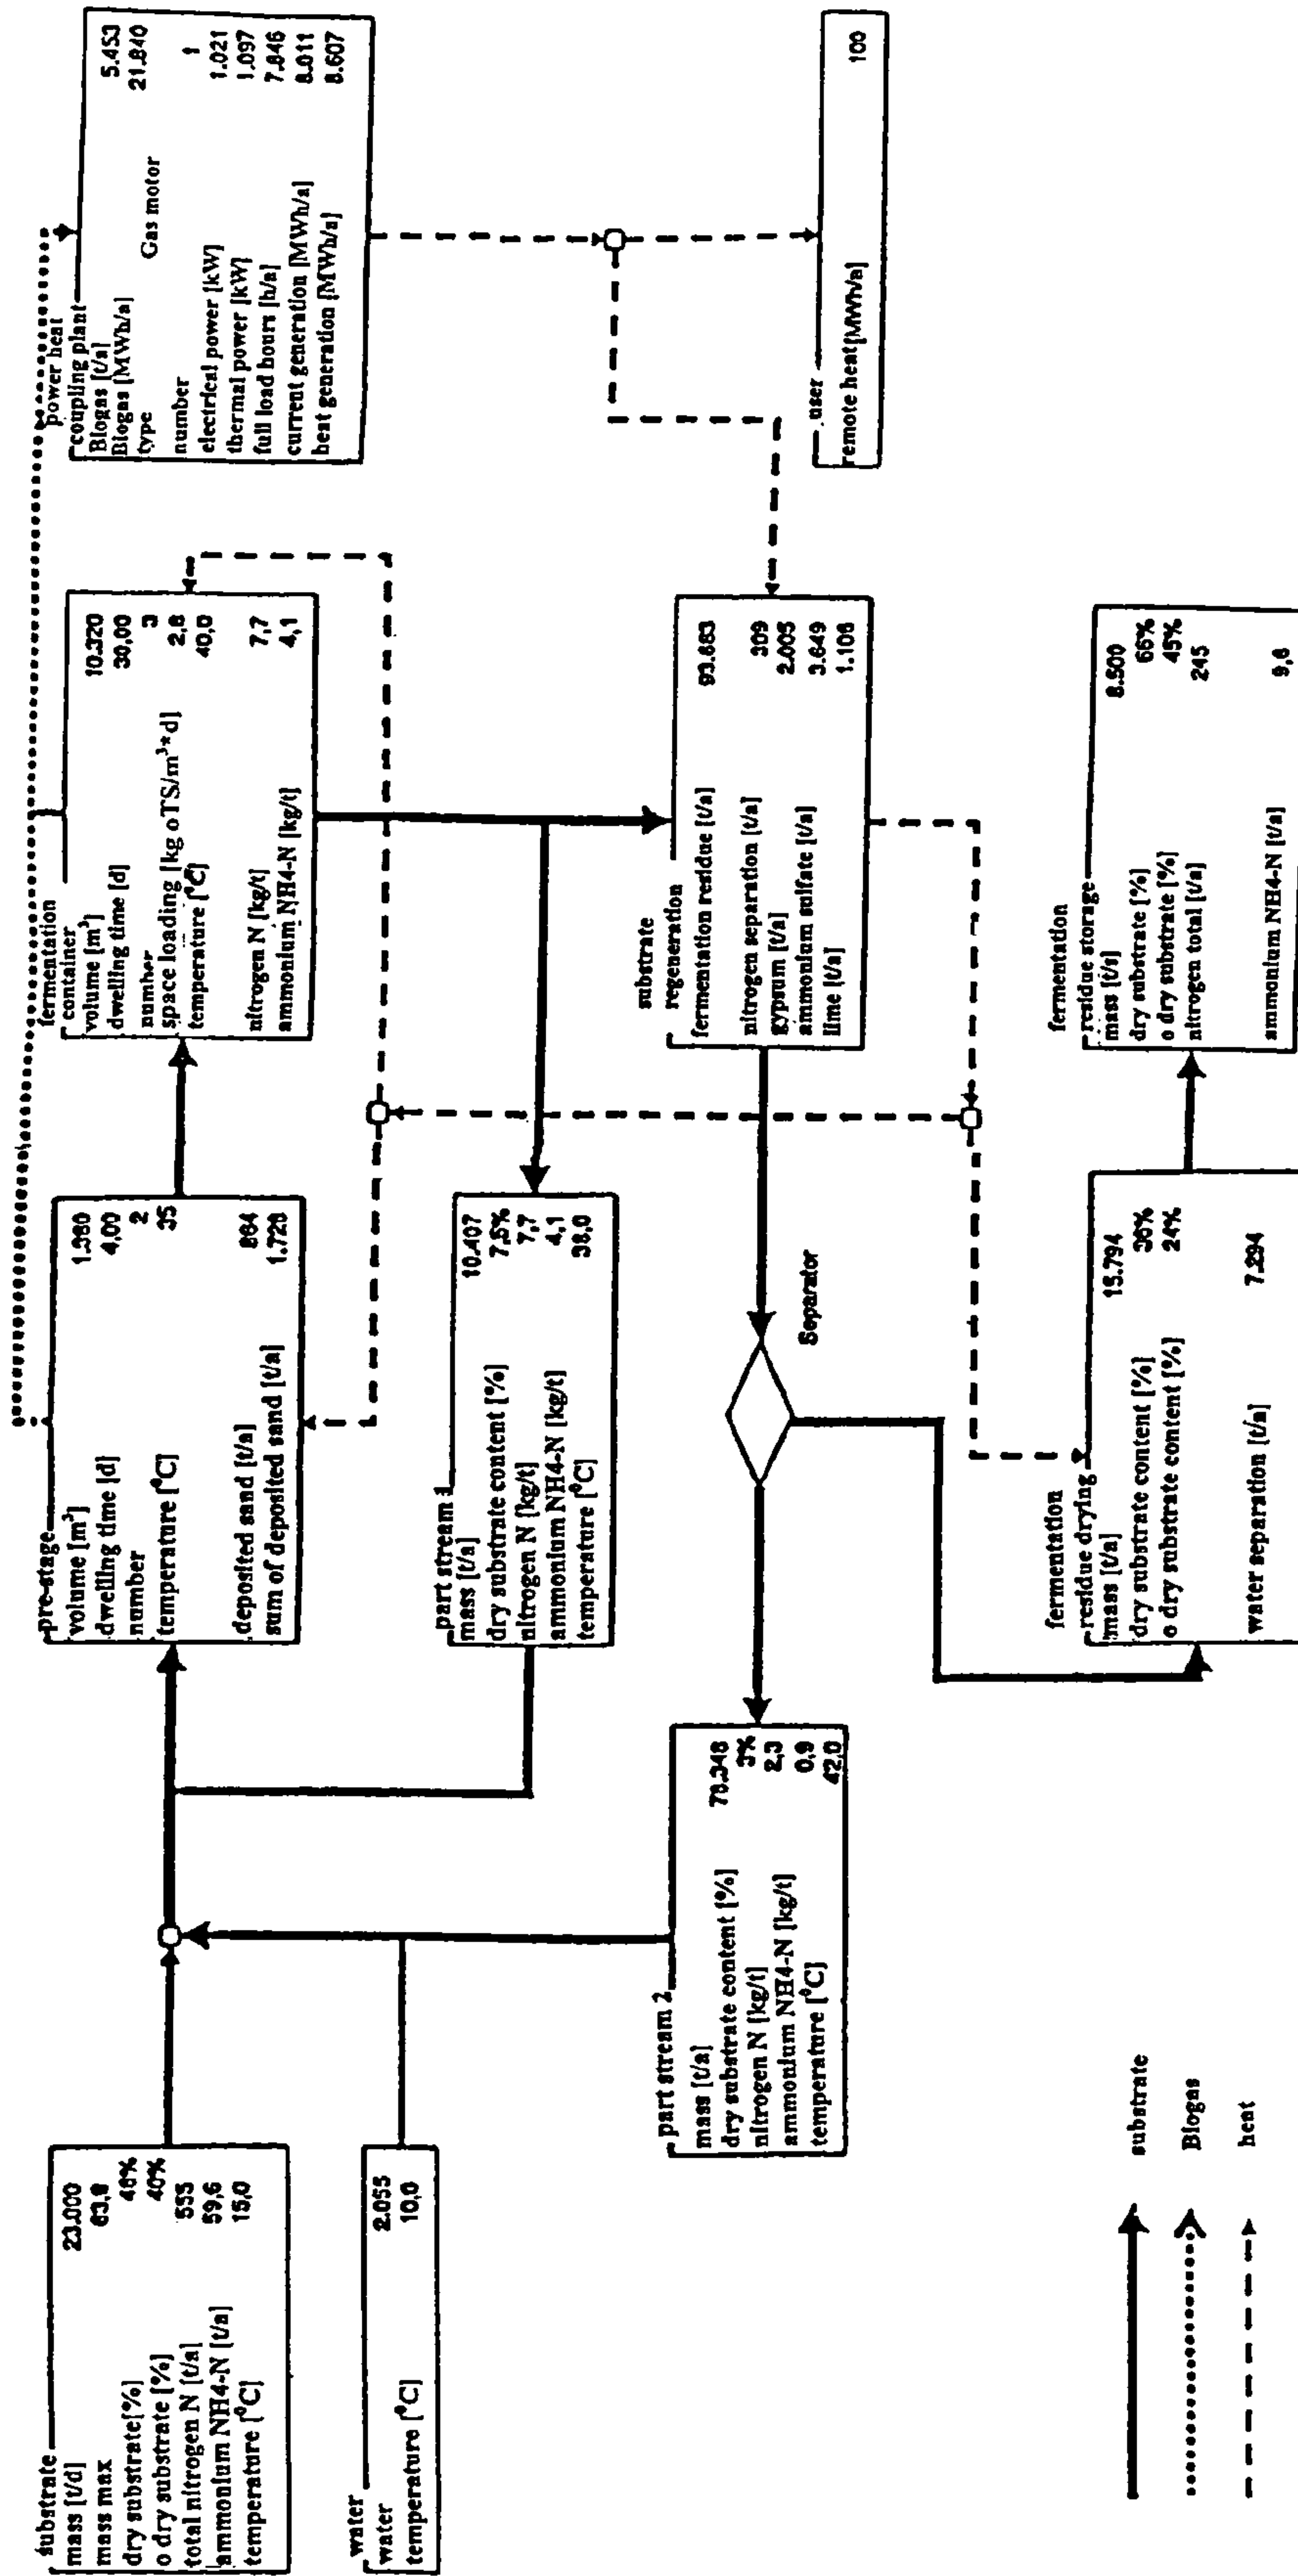 substrate
mass [t/d] 23.000
mass max 63,8
dry substrate[%] 48%
o dry substrate [%] 40%
total nitrogen N [t/a] 555
ammonium NH4-N [t/a] 59,6
temperature [°C] 15,0
water
water 2.055
temperature [°C] 10,0
part stream 2
mass [t/a]
dry substrate content [%] 3%
nitrogen N [kg/t] 2,3
ammonium NH4-N [kg/t] 0,9
temperature [°C] 42,0
pre-stage
volume [m³] 1.380
dwelling time [d] 4,00
number 2
temperature [°C] 35
deposited sand [t/a] 864
sum of deposited sand [t/a] 1.728
part stream 1
mass [t/a] 10.407
dry substrate content [%] 7,5%
nitrogen N [kg/t] 7,7
ammonium NH4-N [kg/t] 4,1
temperature [°C] 38,0
Separator
fermentation
residue drying
mass [t/a] 15.794
dry substrate content [%] 36%
o dry substrate content [%] 24%
water separation [t/a] 7.294
fermentation
container
volume [m³] 10.320
dwelling time [d] 30,00
number 3
space loading [kg oTS/m³*d] 2,8
temperature [°C] 40,0
nitrogen N [kg/t] 7,7
ammonium NH4-N [kg/t] 4,1
substrate
regeneration
fermentation residue [t/a] 93.683
nitrogen separation [t/a] 309
gypsum [t/a] 2.005
ammonium sulfate [t/a] 3.649
lime [t/a] 1.108
fermentation
residue storage
mass [t/s] 8.500
dry substrate [%] 66%
o dry substrate [%] 45%
nitrogen total [t/a] 245
ammonium NH4-N [t/a] 9,6
power heat
coupling plant
Biogas [t/a] 5.453
Biogas [MWh/a] 21.840
type Gas motor
number 1
electrical power [kW] 1.021
thermal power [kW] 1.097
full load hours [h/a] 7.846
current generation [MWh/a] 8.011
heat generation [MWh/a] 8.607
user
remote heat[MWh/a] 100
substrate
Biogas
heat